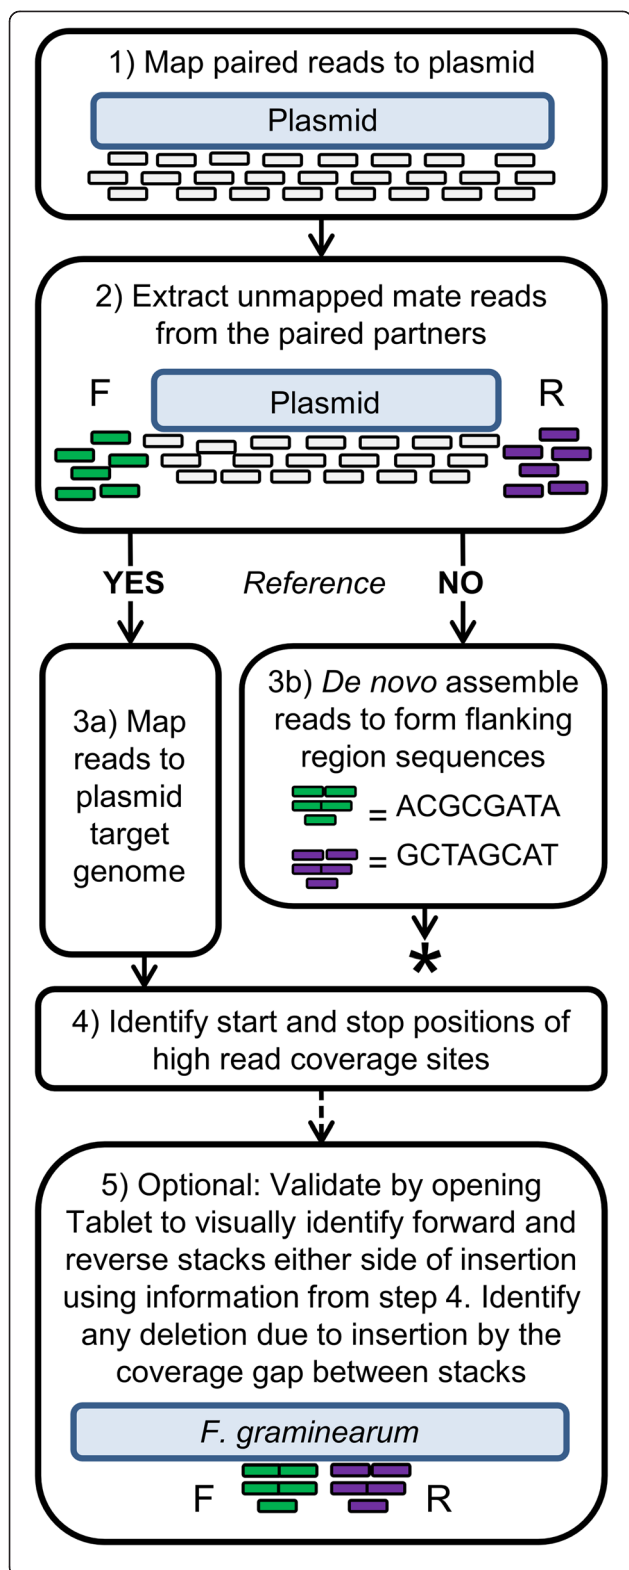 1) Map paired reads to plasmid
Plasmid
2) Extract unmapped mate reads
from the paired partners
F
Plasmid
R
YES
Reference
NO
3a) Map
reads to
plasmid
target
genome
3b) De novo assemble
reads to form flanking
region sequences
= ACGCGATA
= GCTAGCAT
*
4) Identify start and stop positions of
high read coverage sites
5) Optional: Validate by opening
Tablet to visually identify forward and
reverse stacks either side of insertion
using information from step 4. Identify
any deletion due to insertion by the
coverage gap between stacks
F. graminearum
F
R